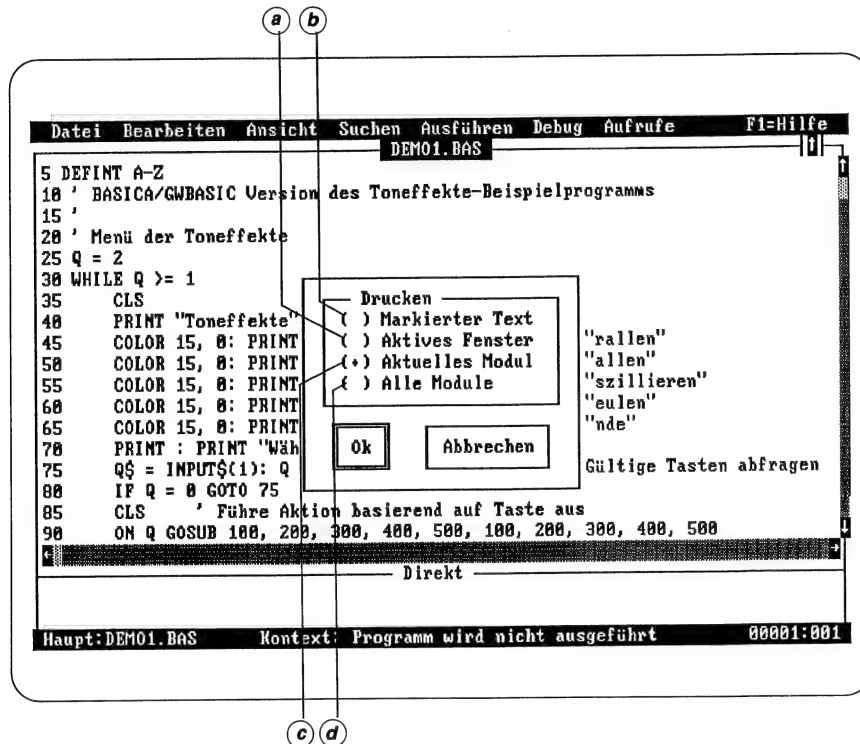 a b
Datei Bearbeiten Ansicht Suchen Ausführen Debug Aufrufe F1=Hilfe
DEMO1.BAS
5 DEFINT A-Z
10 ' BASICA/GWBASIC Version des Toneffekte-Beispielprogramms
15 '
20 ' Menü der Toneffekte
25 Q = 2
30 WHILE Q >= 1
35 CLS
40 PRINT "Toneffekte"
45 COLOR 15, 0: PRINT "rallen"
50 COLOR 15, 0: PRINT "allen"
55 COLOR 15, 0: PRINT "szillieren"
60 COLOR 15, 0: PRINT "eulen"
65 COLOR 15, 0: PRINT "nde"
70 PRINT : PRINT "Wäh
75 Q$ = INPUT$(1): Q Gültige Tasten abfragen
80 IF Q = 0 GOTO 75
85 CLS ' Führe Aktion basierend auf Taste aus
90 ON Q GOSUB 100, 200, 300, 400, 500, 100, 200, 300, 400, 500
Drucken
( ) Markierter Text
( ) Aktives Fenster
(•) Aktuelles Modul
( ) Alle Module
Ok Abbrechen
Direkt
Haupt:DEMO1.BAS Kontext: Programm wird nicht ausgeführt 00001:001
c d